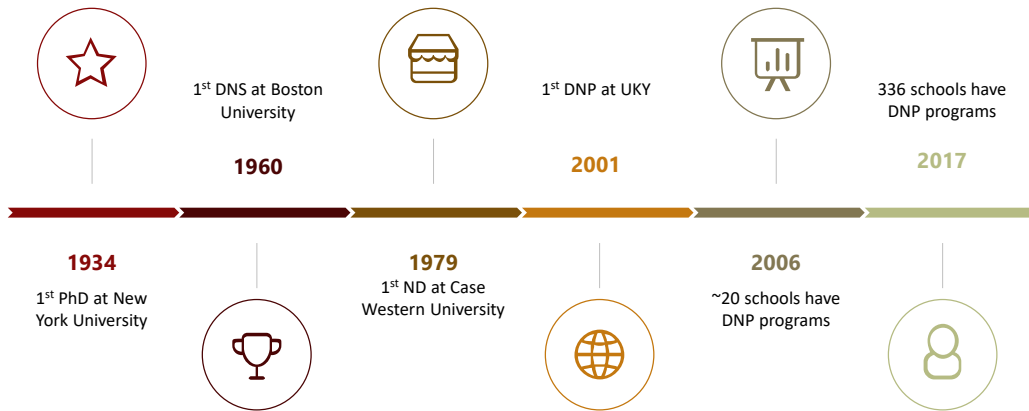 1934
1st PhD at New
York University
1st DNS at Boston
University
1960
1979
1st ND at Case
Western University
1st DNP at UKY
2001
2006
~20 schools have
DNP programs
336 schools have
DNP programs
2017